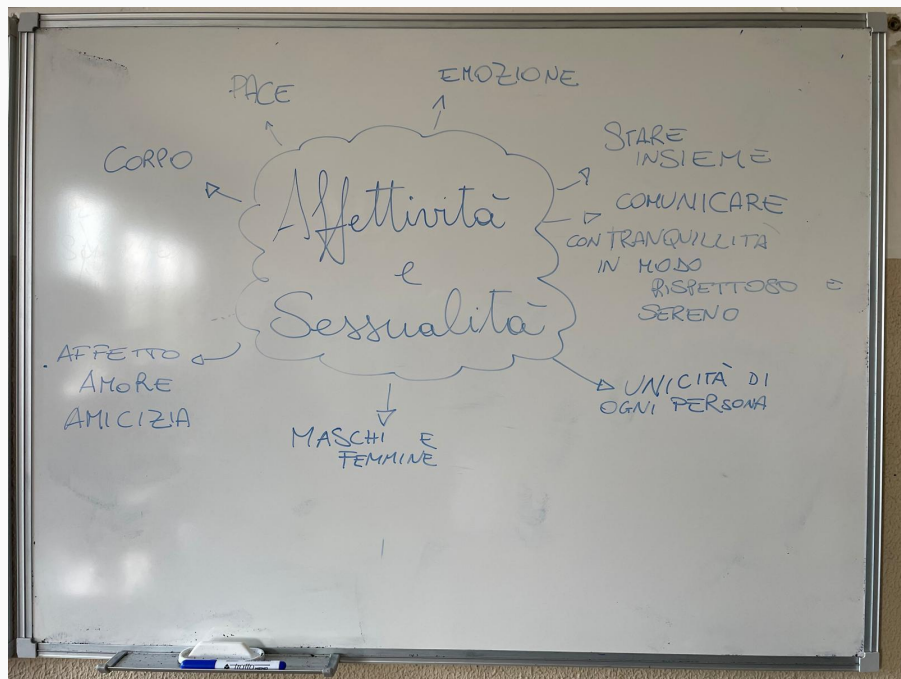 PACE
EMOZIONE
CORPO
STARE
INSIEME
Affettività
e
Sessualità
COMUNICARE
CON TRANQUILLITÀ
IN MODO
RISPETTOSO E
SERENO
AFFETTO
AMORE
AMICIZIA
UNICITÀ DI
OGNI PERSONA
MASCHI E
FEMMINE